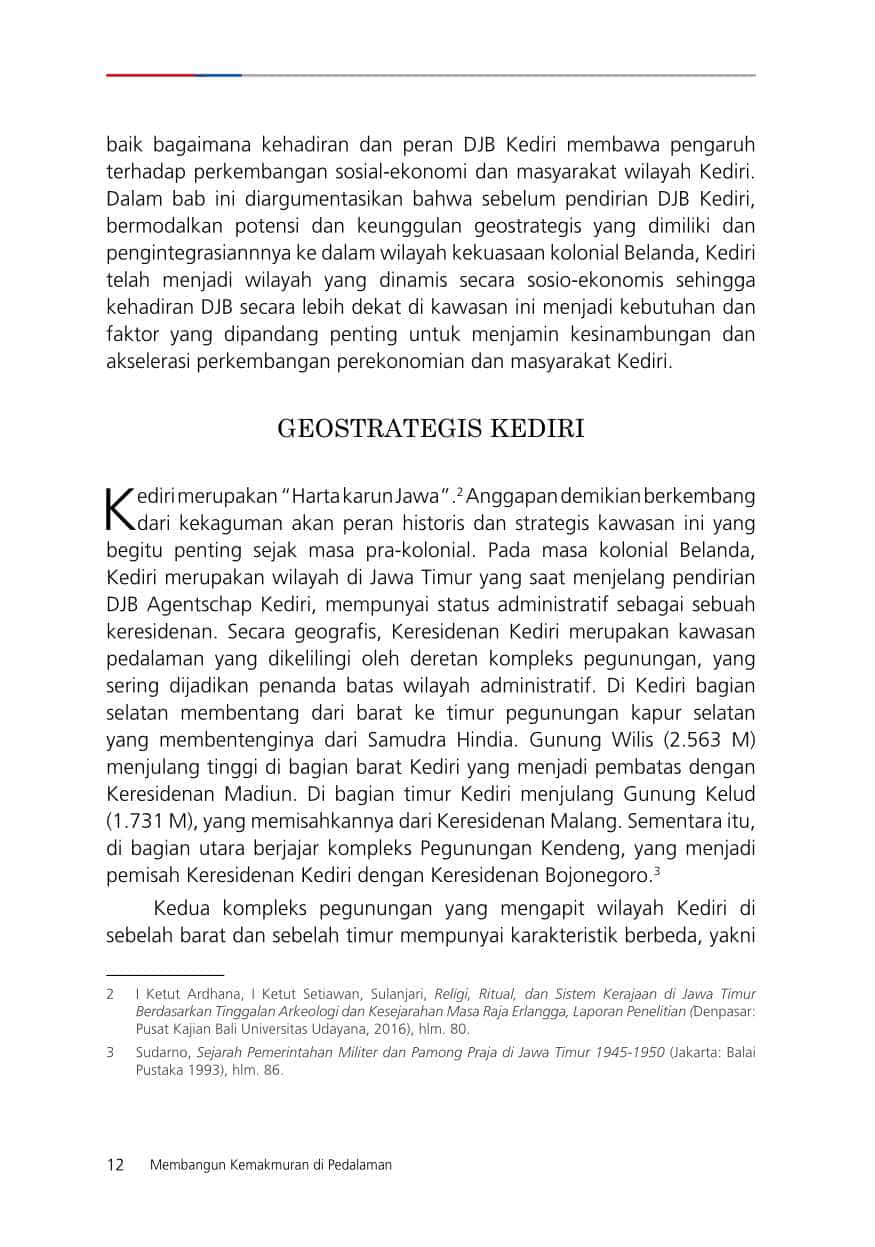 baik bagaimana kehadiran dan peran DJB Kediri membawa pengaruh
terhadap perkembangan sosial-ekonomi dan masyarakat wilayah Kediri.
Dalam bab ini diargumentasikan bahwa sebelum pendirian DJB Kediri,
bermodalkan potensi dan keunggulan geostrategis yang dimiliki dan
pengintegrasiannnya ke dalam wilayah kekuasaan kolonial Belanda, Kediri
telah menjadi wilayah yang dinamis secara sosio-ekonomis sehingga
kehadiran DJB secara lebih dekat di kawasan ini menjadi kebutuhan dan
faktor yang dipandang penting untuk menjamin kesinambungan dan
akselerasi perkembangan perekonomian dan masyarakat Kediri.
GEOSTRATEGIS KEDIRI
Kediri merupakan “Harta karun Jawa”.² Anggapan demikian berkembang
dari kekaguman akan peran historis dan strategis kawasan ini yang
begitu penting sejak masa pra-kolonial. Pada masa kolonial Belanda,
Kediri merupakan wilayah di Jawa Timur yang saat menjelang pendirian
DJB Agentschap Kediri, mempunyai status administratif sebagai sebuah
keresidenan. Secara geografis, Keresidenan Kediri merupakan kawasan
pedalaman yang dikelilingi oleh deretan kompleks pegunungan, yang
sering dijadikan penanda batas wilayah administratif. Di Kediri bagian
selatan membentang dari barat ke timur pegunungan kapur selatan
yang membentenginya dari Samudra Hindia. Gunung Wilis (2.563 M)
menjulang tinggi di bagian barat Kediri yang menjadi pembatas dengan
Keresidenan Madiun. Di bagian timur Kediri menjulang Gunung Kelud
(1.731 M), yang memisahkannya dari Keresidenan Malang. Sementara itu,
di bagian utara berjajar kompleks Pegunungan Kendeng, yang menjadi
pemisah Keresidenan Kediri dengan Keresidenan Bojonegoro.³
Kedua kompleks pegunungan yang mengapit wilayah Kediri di
sebelah barat dan sebelah timur mempunyai karakteristik berbeda, yakni
2 I Ketut Ardhana, I Ketut Setiawan, Sulanjari, Religi, Ritual, dan Sistem Kerajaan di Jawa Timur
Berdasarkan Tinggalan Arkeologi dan Kesejarahan Masa Raja Erlangga, Laporan Penelitian (Denpasar:
Pusat Kajian Bali Universitas Udayana, 2016), hlm. 80.
3 Sudarno, Sejarah Pemerintahan Militer dan Pamong Praja di Jawa Timur 1945-1950 (Jakarta: Balai
Pustaka 1993), hlm. 86.
12 Membangun Kemakmuran di Pedalaman